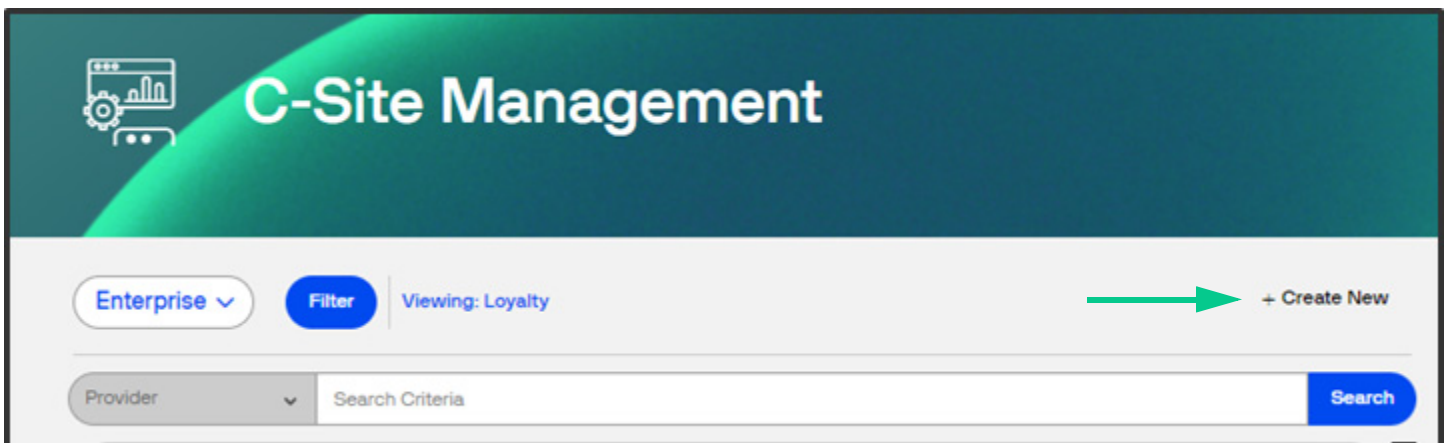 C-Site Management
Enterprise
Filter
Viewing: Loyalty
+ Create New
Provider
Search Criteria
Search